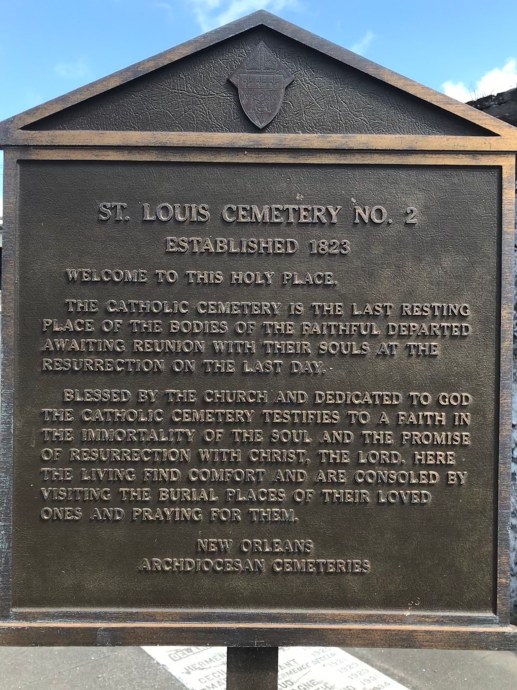 ST. LOUIS CEMETERY NO. 2
ESTABLISHED 1823
WELCOME TO THIS HOLY PLACE.
THE CATHOLIC CEMETERY IS THE LAST RESTING
PLACE OF THE BODIES OF THE FAITHFUL DEPARTED
AWAITING REUNION WITH THEIR SOULS AT THE
RESURRECTION ON THE LAST DAY.
BLESSED BY THE CHURCH AND DEDICATED TO GOD
THE CATHOLIC CEMETERY TESTIFIES TO A FAITH IN
THE IMMORTALITY OF THE SOUL AND THE PROMISE
OF RESURRECTION WITH CHRIST, THE LORD. HERE
THE LIVING FIND COMFORT AND ARE CONSOLED BY
VISITING THE BURIAL PLACES OF THEIR LOVED
ONES AND PRAYING FOR THEM.
NEW ORLEANS
ARCHDIOCESAN CEMETERIES